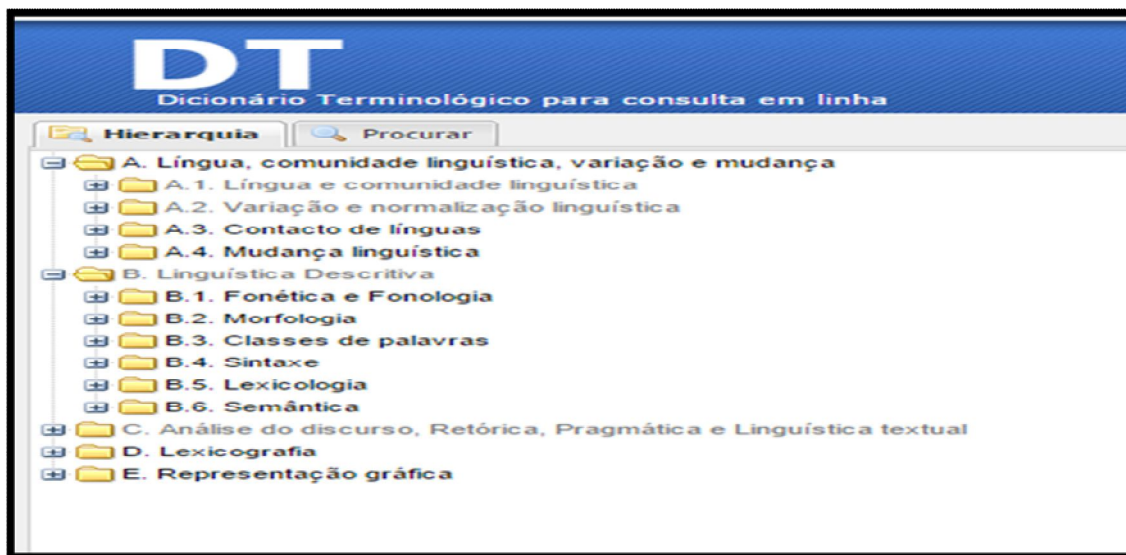 DT
Dicionário Terminológico para consulta em linha
Hierarquia Procurar
A. Língua, comunidade linguística, variação e mudança
A.1. Língua e comunidade linguística
A.2. Variação e normalização linguística
A.3. Contacto de línguas
A.4. Mudança linguística
B. Linguística Descritiva
B.1. Fonética e Fonologia
B.2. Morfologia
B.3. Classes de palavras
B.4. Sintaxe
B.5. Lexicologia
B.6. Semântica
C. Análise do discurso, Retórica, Pragmática e Linguística textual
D. Lexicografia
E. Representação gráfica